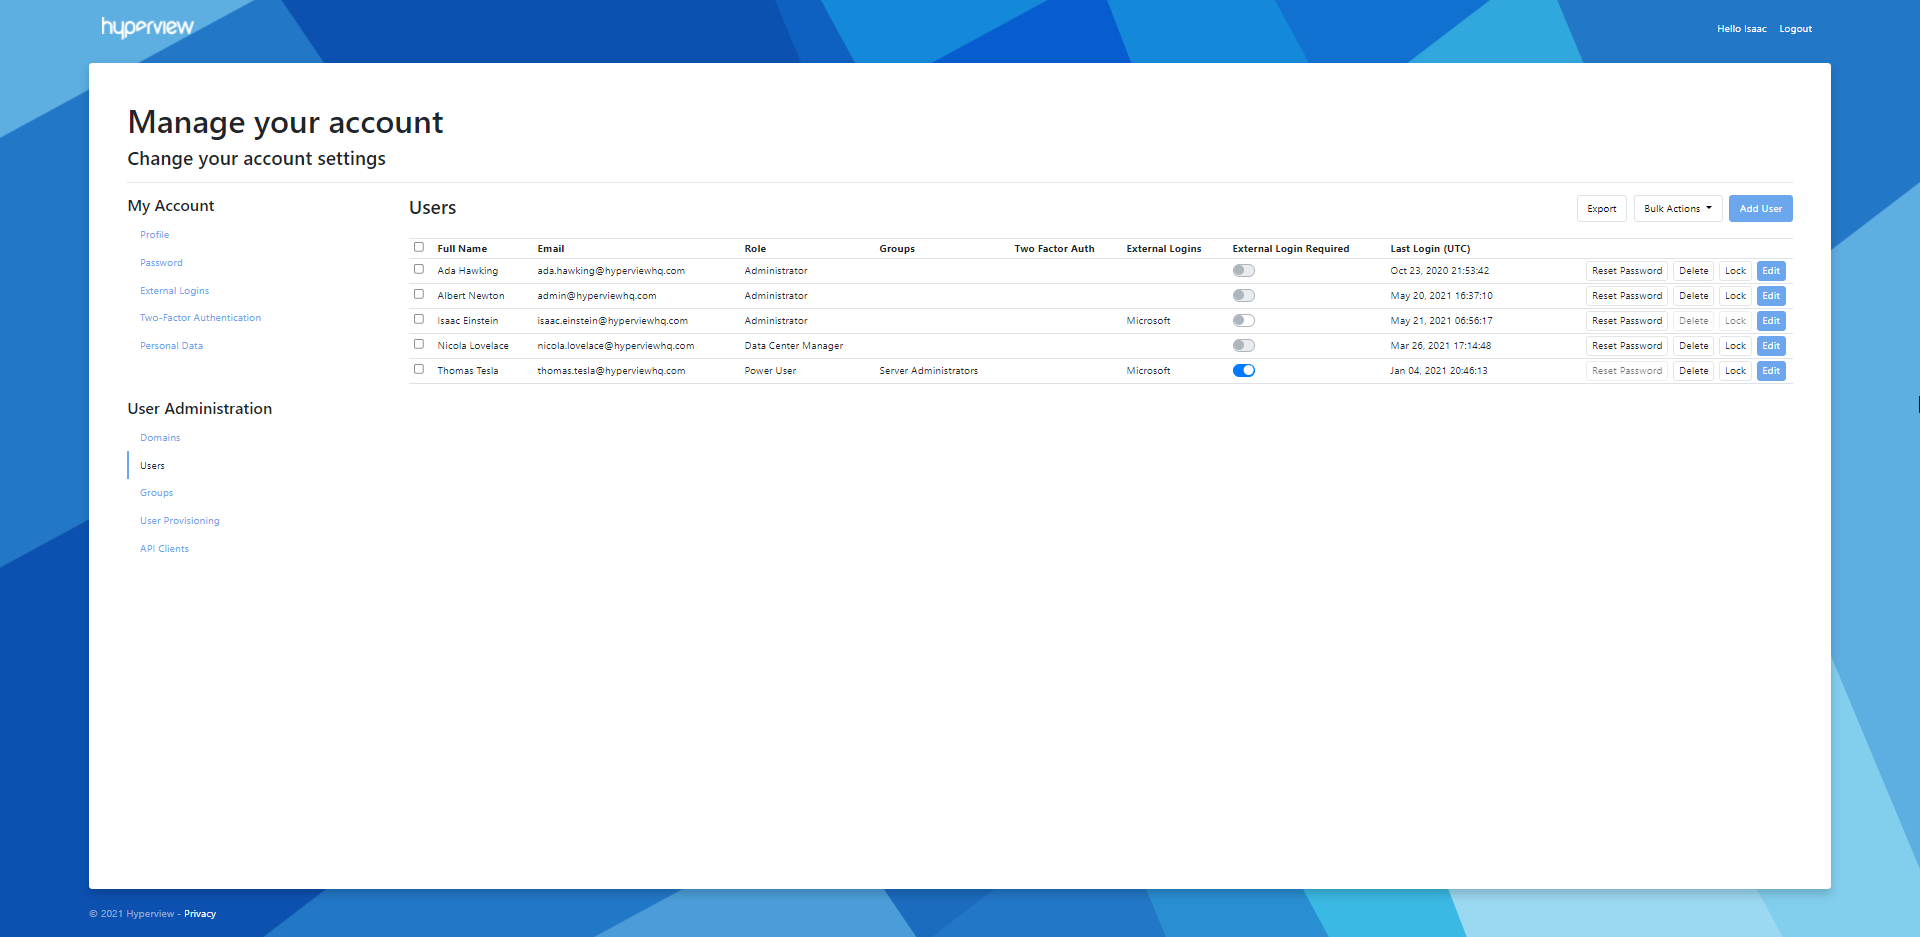 hyperview
Hello Isaac Logout
Manage your account
Change your account settings
My Account
Profile
Password
External Logins
Two-Factor Authentication
Personal Data
User Administration
Domains
Users
Groups
User Provisioning
API Clients
Users Export Bulk Actions Add User
Full Name Email Role Groups Two Factor Auth External Logins External Login Required Last Login (UTC)
Ada Hawking ada.hawking@hyperviewhq.com Administrator Oct 23, 2020 21:53:42 Reset Password Delete Lock Edit
Albert Newton admin@hyperviewhq.com Administrator May 20, 2021 16:37:10 Reset Password Delete Lock Edit
Isaac Einstein isaac.einstein@hyperviewhq.com Administrator Microsoft May 21, 2021 06:56:17 Reset Password Delete Lock Edit
Nicola Lovelace nicola.lovelace@hyperviewhq.com Data Center Manager Mar 26, 2021 17:14:48 Reset Password Delete Lock Edit
Thomas Tesla thomas.tesla@hyperviewhq.com Power User Server Administrators Microsoft Jan 04, 2021 20:46:13 Reset Password Delete Lock Edit
© 2021 Hyperview - Privacy